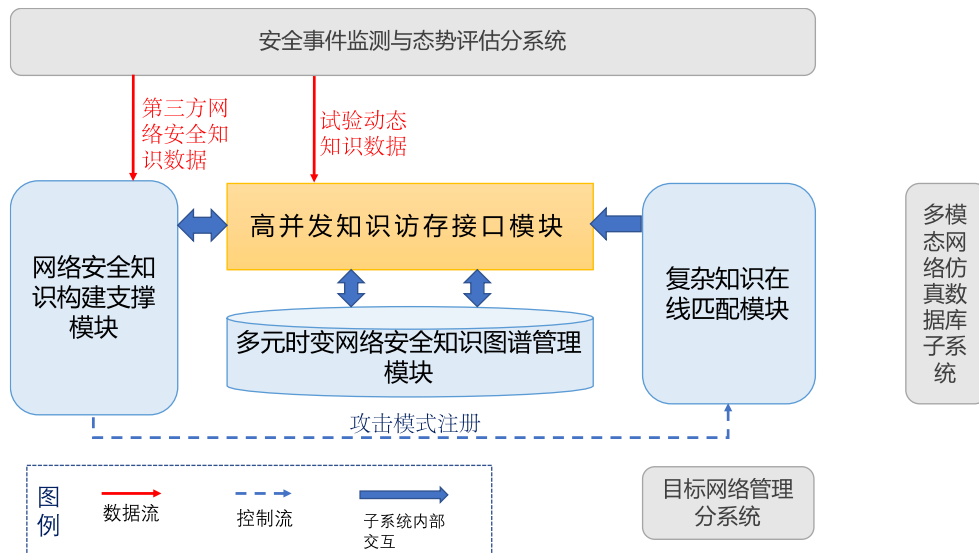 安全事件监测与态势评估分系统
第三方网
络安全知
识数据
试验动态
知识数据
高并发知识访存接口模块
网络安全知
识构建支撑
模块
复杂知识在
线匹配模块
多元时变网络安全知识图谱管理
模块
多模
态网
络仿
真数
据库
子系
统
攻击模式注册
图
例
数据流
控制流
子系统内部
交互
目标网络管理
分系统